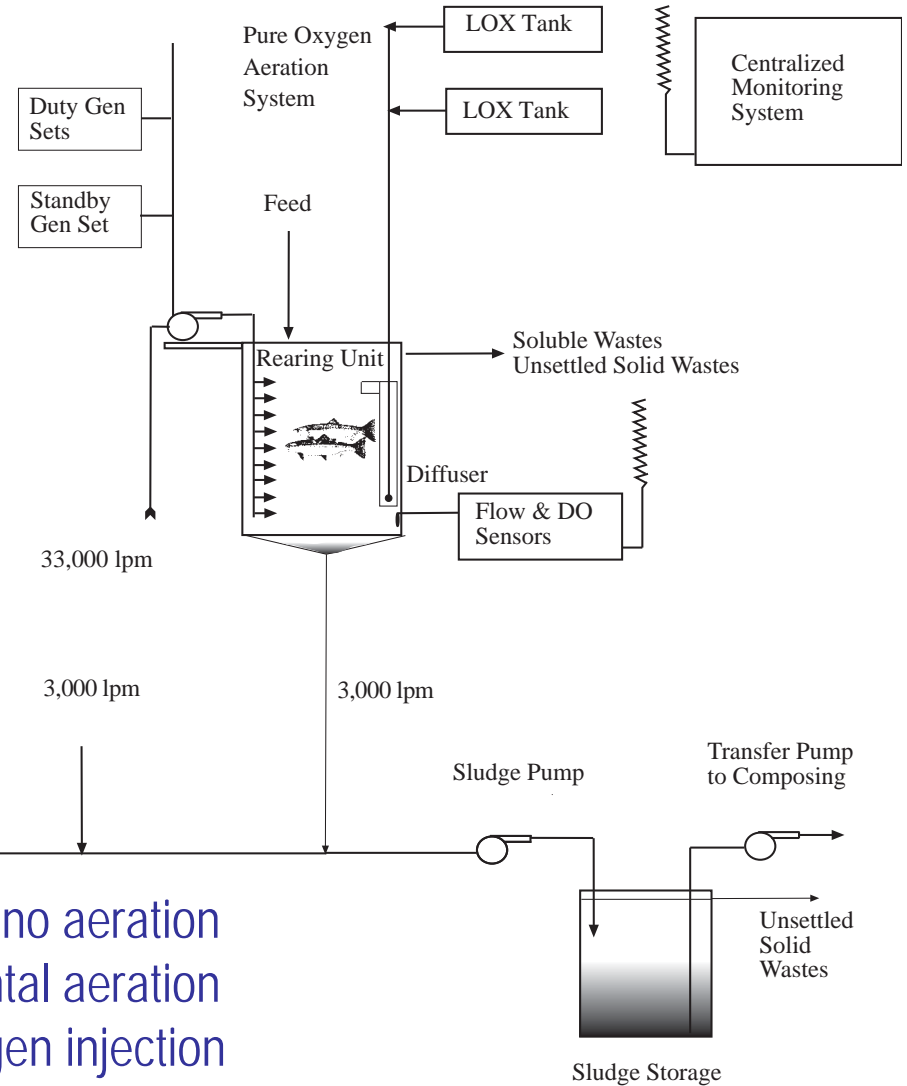 Pure Oxygen
Aeration
System
LOX Tank
LOX Tank
Centralized
Monitoring
System
Duty Gen
Sets
Standby
Gen Set
Feed
Rearing Unit
Soluble Wastes
Unsettled Solid Wastes
Diffuser
Flow & DO
Sensors
33,000 lpm
3,000 lpm
3,000 lpm
Sludge Pump
Transfer Pump
to Composing
Unsettled
Solid
Wastes
Sludge Storage
no aeration
ntal aeration
gen injection